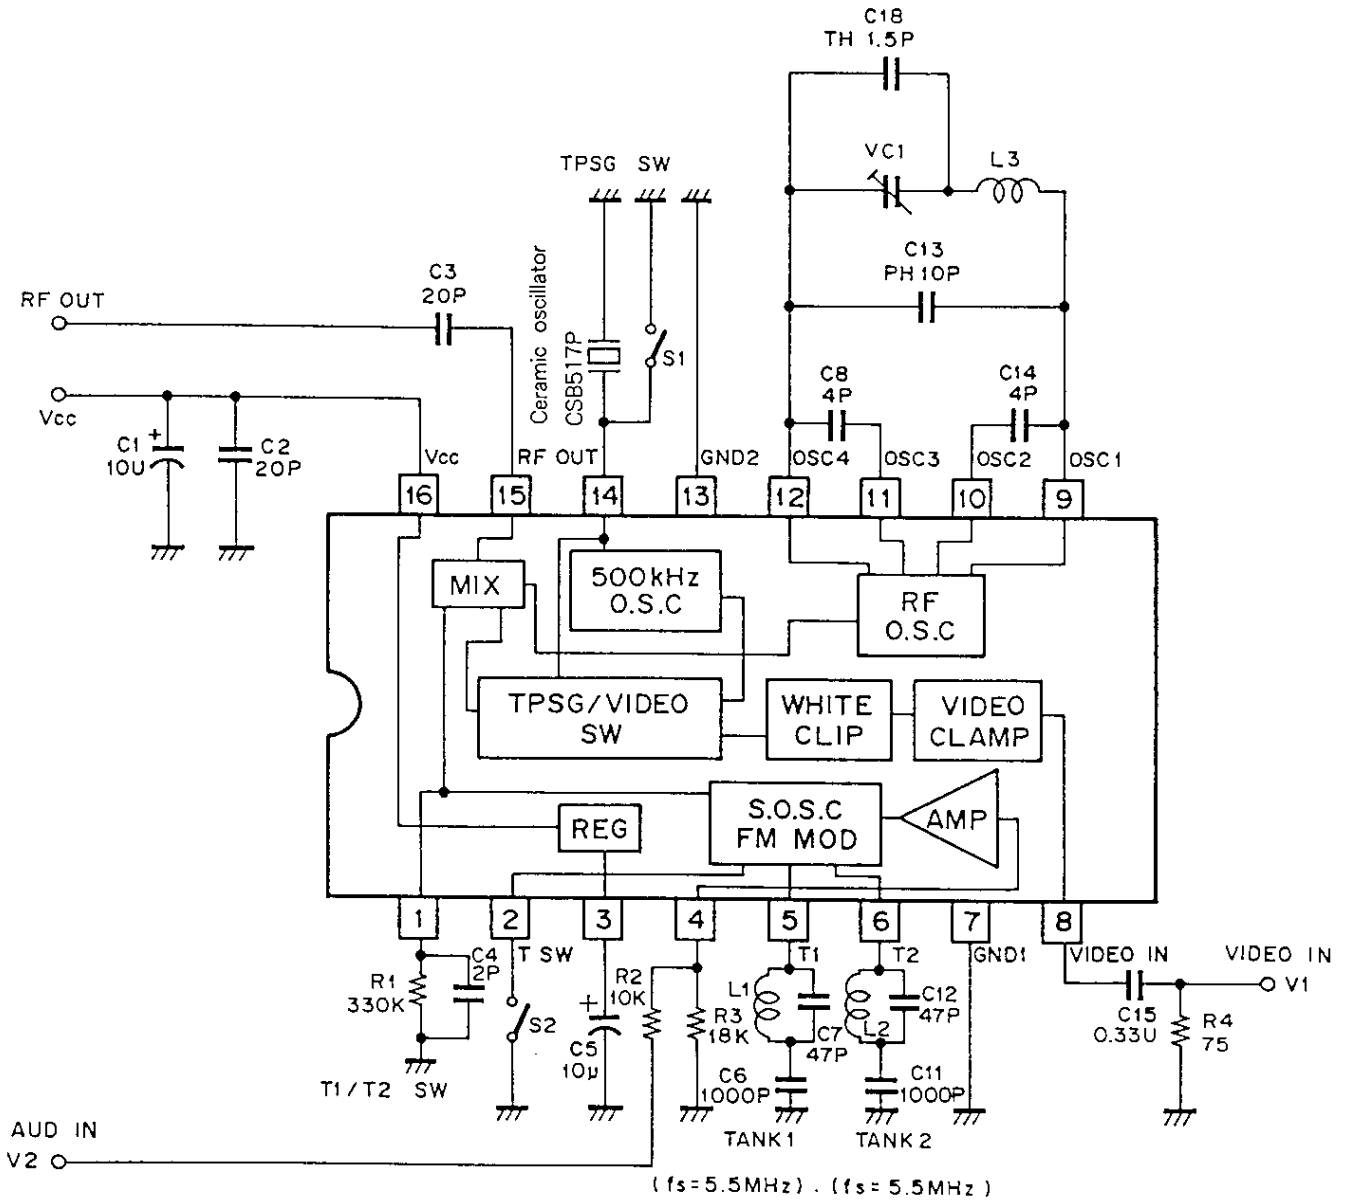 C18
TH 1.5P
VC1
L3
TPSG SW
C13
PH 10P
C3
20P
RF OUT
Ceramic oscillator
CSB517P
S1
C8
4P
C14
4P
Vcc
C1
+
10U
C2
20P
Vcc
RF OUT
GND2
OSC4
OSC3
OSC2
OSC1
16
15
14
13
12
11
10
9
MIX
500kHz
O.S.C
RF
O.S.C
TPSG/VIDEO
SW
WHITE
CLIP
VIDEO
CLAMP
S.O.S.C
FM MOD
AMP
REG
1
2
3
4
5
6
7
8
C4
2P
T SW
T1
T2
GND1
VIDEO IN
VIDEO IN
V1
R1
330K
S2
+
C5
10μ
R2
10K
R3
18K
L1
C7
47P
L2
C12
47P
C15
0.33U
R4
75
C6
1000P
C11
1000P
T1/T2 SW
TANK1
TANK2
AUD IN
V2
(fs=5.5MHz) . (fs= 5.5MHz)